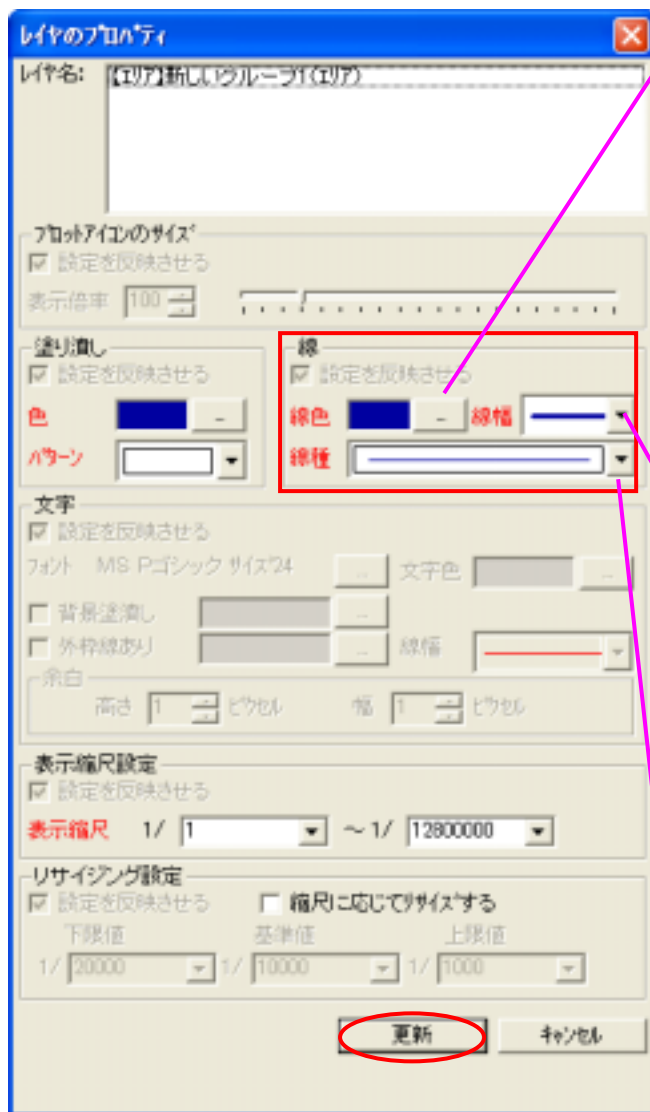 レイヤのプロパティ
レイヤ名: 【エリア】新しいグループ1(エリア)
プロットアイコンのサイズ
設定を反映させる
表示倍率 100
塗り潰し 線
設定を反映させる 設定を反映させる
色 ... 線色 ... 線幅
パターン 線種
文字
設定を反映させる
フォント MS Pゴシック サイズ24 ... 文字色 ...
背景塗潰し ...
外枠線あり ... 線幅
余白
高さ 1 ピクセル 幅 1 ピクセル
表示縮尺設定
設定を反映させる
表示縮尺 1/ 1 ～1/ 12800000
リサイジング設定
設定を反映させる 縮尺に応じてリサイズする
下限値 基準値 上限値
1/ 20000 1/ 10000 1/ 1000
更新 キャンセル